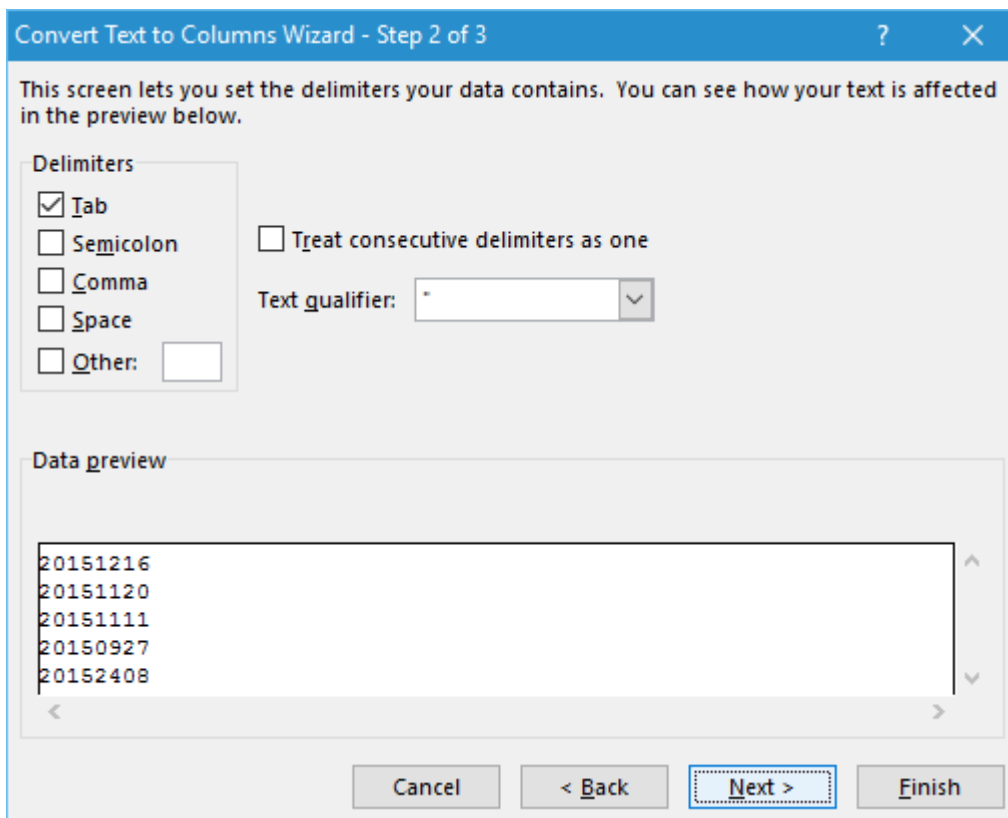 Convert Text to Columns Wizard - Step 2 of 3
This screen lets you set the delimiters your data contains.  You can see how your text is affected
in the preview below.
Delimiters
Tab
Semicolon
Comma
Space
Other:
Treat consecutive delimiters as one
Text qualifier: "
Data preview
20151216
20151120
20151111
20150927
20152408
Cancel
< Back
Next >
Finish